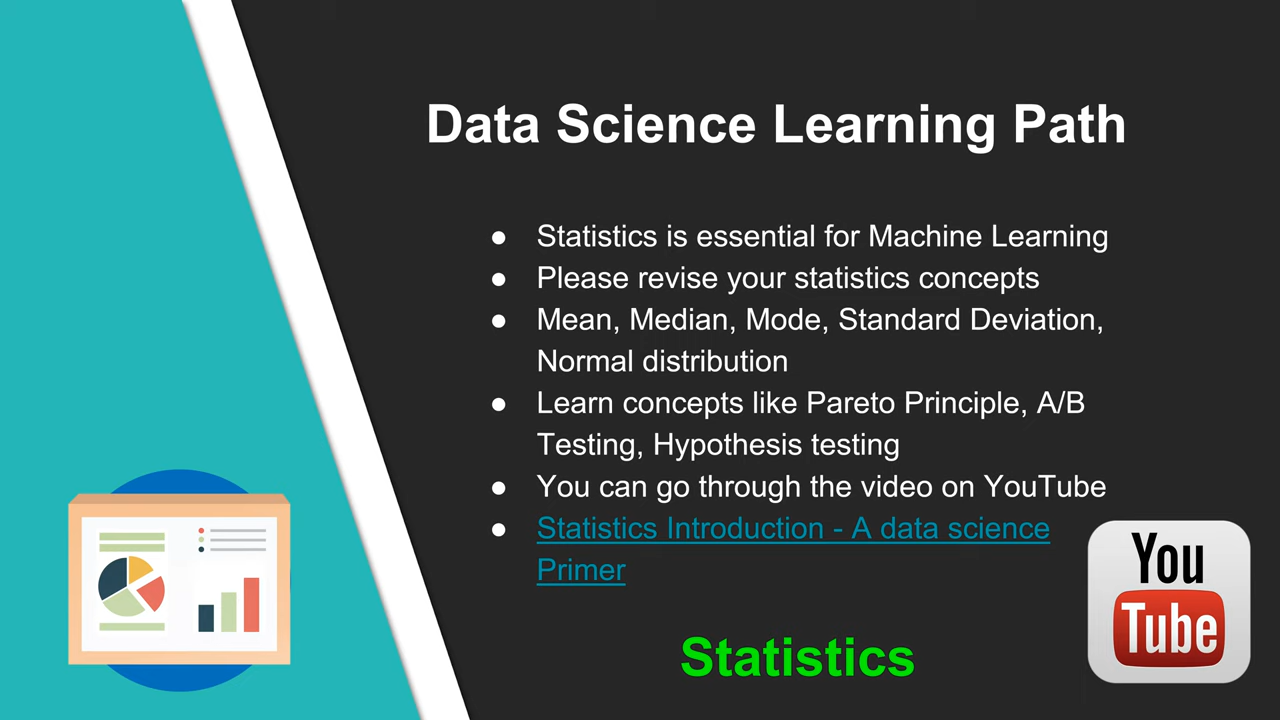 Data Science Learning Path
● Statistics is essential for Machine Learning
● Please revise your statistics concepts
● Mean, Median, Mode, Standard Deviation,
Normal distribution
● Learn concepts like Pareto Principle, A/B
Testing, Hypothesis testing
● You can go through the video on YouTube
● Statistics Introduction - A data science
Primer
You
Tube
Statistics